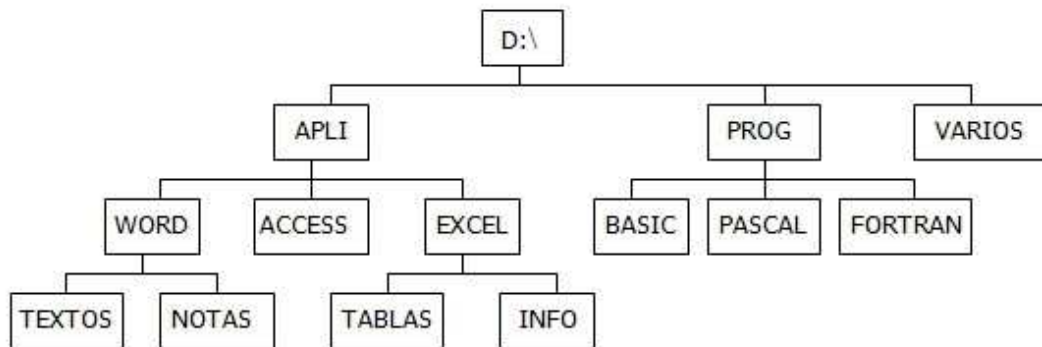 D:\
APLI PROG VARIOS
WORD ACCESS EXCEL BASIC PASCAL FORTRAN
TEXTOS NOTAS TABLAS INFO